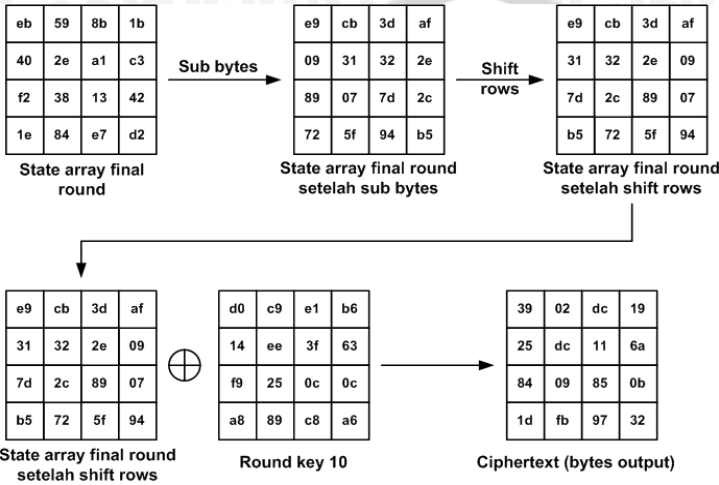 eb 59 8b 1b
40 2e a1 c3
f2 38 13 42
1e 84 e7 d2
State array final
round
Sub bytes
e9 cb 3d af
09 31 32 2e
89 07 7d 2c
72 5f 94 b5
State array final round
setelah sub bytes
Shift
rows
e9 cb 3d af
31 32 2e 09
7d 2c 89 07
b5 72 5f 94
State array final round
setelah shift rows
e9 cb 3d af
31 32 2e 09
7d 2c 89 07
b5 72 5f 94
State array final round
setelah shift rows
d0 c9 e1 b6
14 ee 3f 63
f9 25 0c 0c
a8 89 c8 a6
Round key 10
39 02 dc 19
25 dc 11 6a
84 09 85 0b
1d fb 97 32
Ciphertext (bytes output)